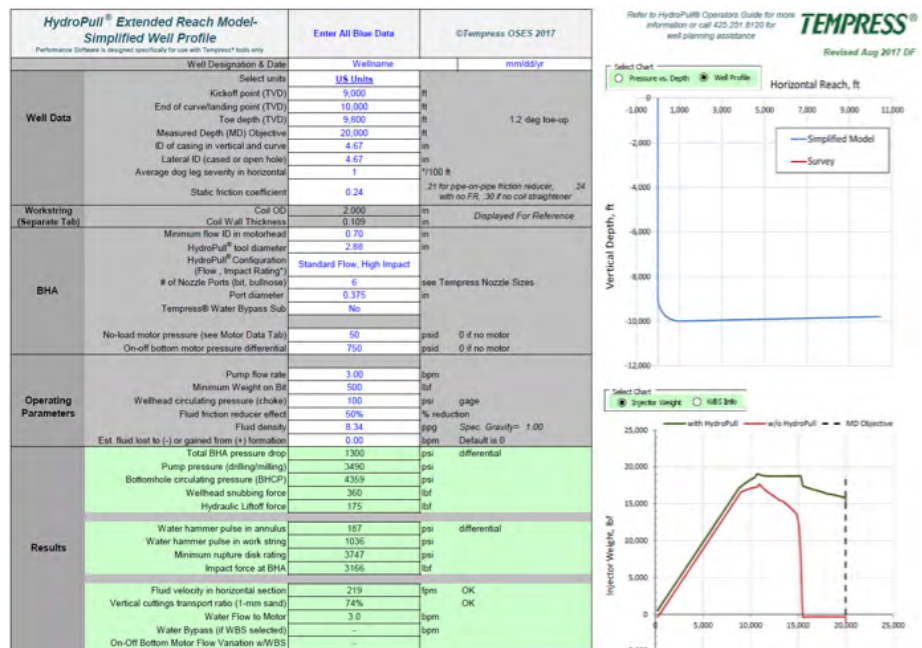 HydroPull® Extended Reach Model-
Simplified Well Profile
Performance Software is designed specifically for use with Tempress® tools only
Enter All Blue Data
©Tempress OSES 2017
Refer to HydroPull® Operators Guide for more
information or call 425.251.8120 for
well planning assistance
TEMPRESS®
Revised Aug 2017 DF
Well Designation & Date Wellname mm/dd/yr
Well Data
Select units US Units
Kickoff point (TVD) 9,000 ft
End of curve/landing point (TVD) 10,000 ft
Toe depth (TVD) 9,800 ft 1.2 deg toe-up
Measured Depth (MD) Objective 20,000 ft
ID of casing in vertical and curve 4.67 in
Lateral ID (cased or open hole) 4.67 in
Average dog leg severity in horizontal 1 °/100 ft
Static friction coefficient 0.24 .21 for pipe-on-pipe friction reducer, .24
with no FR, .30 if no coil straightener
Workstring
(Separate Tab)
Coil OD 2.000 in Displayed For Reference
Coil Wall Thickness 0.109 in
BHA
Minimum flow ID in motorhead 0.70 in
HydroPull® tool diameter 2.88 in
HydroPull® Configuration
(Flow , Impact Rating*) Standard Flow, High Impact
# of Nozzle Ports (bit, bullnose) 6 see Tempress Nozzle Sizes
Port diameter 0.375 in
Tempress® Water Bypass Sub No
No-load motor pressure (see Motor Data Tab) 50 psid 0 if no motor
On-off bottom motor pressure differential 750 psid 0 if no motor
Operating
Parameters
Pump flow rate 3.00 bpm
Minimum Weight on Bit 500 lbf
Wellhead circulating pressure (choke) 100 psi gage
Fluid friction reducer effect 50% % reduction
Fluid density 8.34 ppg Spec. Gravity= 1.00
Est. fluid lost to (-) or gained from (+) formation 0.00 bpm Default is 0
Results
Total BHA pressure drop 1300 psi differential
Pump pressure (drilling/milling) 3490 psi
Bottomhole circulating pressure (BHCP) 4359 psi
Wellhead snubbing force 360 lbf
Hydraulic Liftoff force 175 lbf
Water hammer pulse in annulus 187 psi differential
Water hammer pulse in work string 1036 psi
Minimum rupture disk rating 3747 psi
Impact force at BHA 3166 lbf
Fluid velocity in horizontal section 219 fpm OK
Vertical cuttings transport ratio (1-mm sand) 74% OK
Water Flow to Motor 3.0 bpm
Water Bypass (if WBS selected) -- bpm
On-Off Bottom Motor Flow Variation w/WBS --
Select Chart
Pressure vs. Depth Well Profile
Horizontal Reach, ft
-1,000 1,000 3,000 5,000 7,000 9,000 11,000
0
-2,000
-4,000
-6,000
-8,000
-10,000
-12,000
Vertical Depth, ft
Simplified Model
Survey
Select Chart
Injector Weight WBS Info
with HydroPull w/o HydroPull MD Objective
25,000
20,000
15,000
10,000
5,000
0
Injector Weight, lbf
0 5,000 10,000 15,000 20,000 25,000